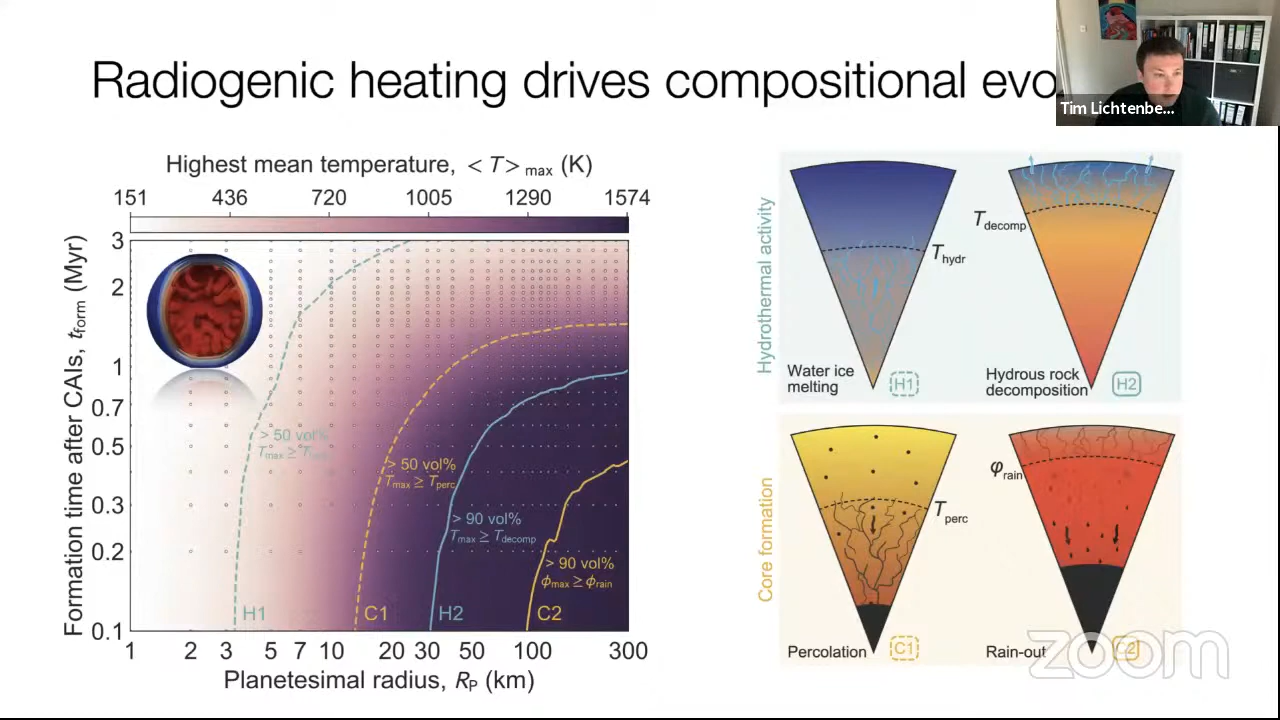 Radiogenic heating drives compositional evo
Tim Lichtenbe...
Highest mean temperature, < T > max (K)
151 436 720 1005 1290 1574
Formation time after CAIs, tform (Myr)
3
2
1
0.7
0.5
0.3
0.2
0.1
> 50 vol%
Tmax ≥
> 50 vol%
Tmax ≥ Tperc
> 90 vol%
Tmax ≥ Tdecomp
> 90 vol%
ϕmax ≥ ϕrain
H1 C1 H2 C2
1 2 3 5 7 10 20 30 50 100 300
Planetesimal radius, RP (km)
Hydrothermal activity
Thydr
Water ice
melting
H1
Tdecomp
Hydrous rock
decomposition
H2
Core formation
Tperc
Percolation
C1
φrain
Rain-out
C2
zoom